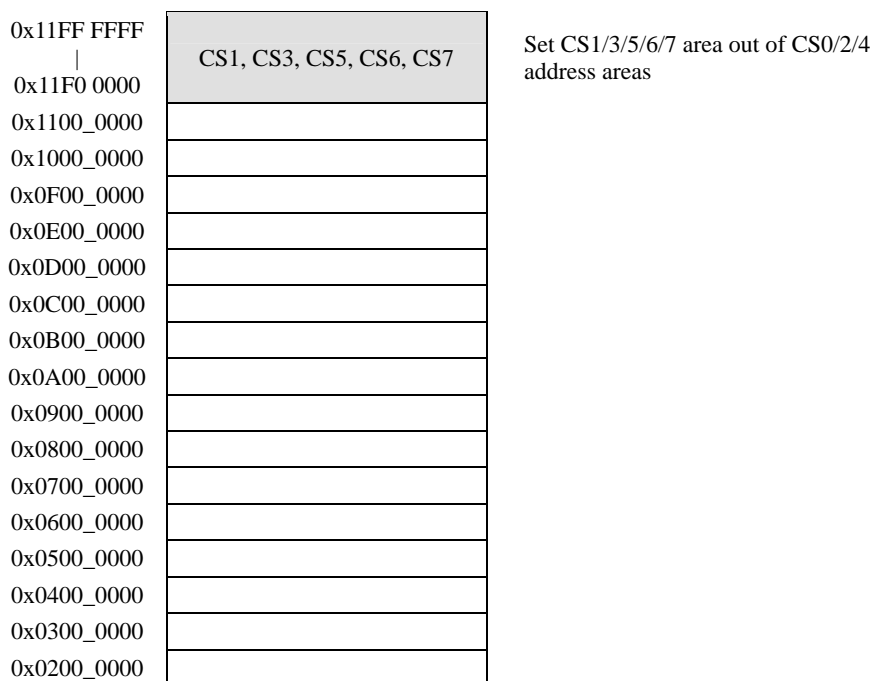 0x11FF FFFF
|
0x11F0 0000
CS1, CS3, CS5, CS6, CS7
Set CS1/3/5/6/7 area out of CS0/2/4
address areas
0x1100_0000
0x1000_0000
0x0F00_0000
0x0E00_0000
0x0D00_0000
0x0C00_0000
0x0B00_0000
0x0A00_0000
0x0900_0000
0x0800_0000
0x0700_0000
0x0600_0000
0x0500_0000
0x0400_0000
0x0300_0000
0x0200_0000